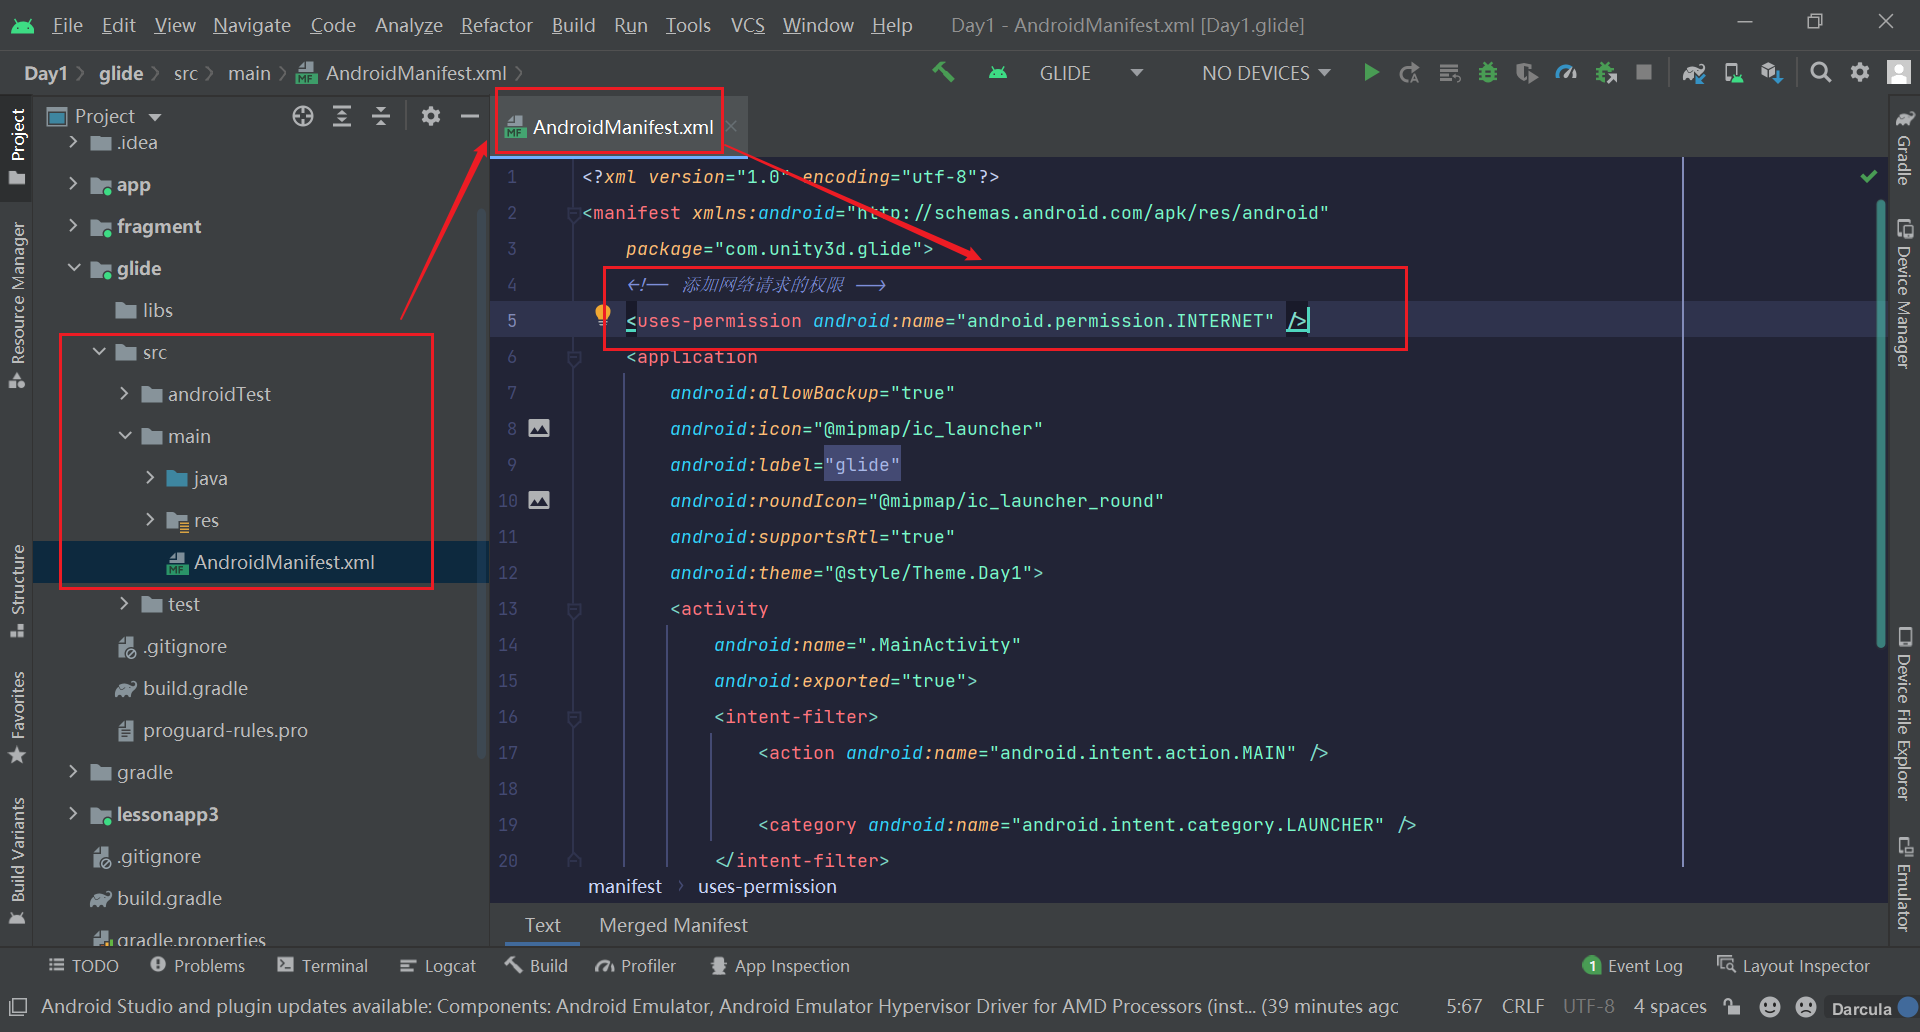 File Edit View Navigate Code Analyze Refactor Build Run Tools VCS Window Help Day1 - AndroidManifest.xml [Day1.glide]
Day1 glide src main AndroidManifest.xml GLIDE NO DEVICES
Project
.idea
app
fragment
glide
libs
src
androidTest
main
java
res
AndroidManifest.xml
test
.gitignore
build.gradle
proguard-rules.pro
gradle
lessonapp3
.gitignore
build.gradle
gradle.properties
Project
Resource Manager
Structure
Favorites
Build Variants
AndroidManifest.xml
1 <?xml version="1.0" encoding="utf-8"?>
2 <manifest xmlns:android="http://schemas.android.com/apk/res/android"
3 package="com.unity3d.glide">
4 <!-- 添加网络请求的权限 -->
5 <uses-permission android:name="android.permission.INTERNET" />
6 <application
7 android:allowBackup="true"
8 android:icon="@mipmap/ic_launcher"
9 android:label="glide"
10 android:roundIcon="@mipmap/ic_launcher_round"
11 android:supportsRtl="true"
12 android:theme="@style/Theme.Day1">
13 <activity
14 android:name=".MainActivity"
15 android:exported="true">
16 <intent-filter>
17 <action android:name="android.intent.action.MAIN" />
18
19 <category android:name="android.intent.category.LAUNCHER" />
20 </intent-filter>
manifest uses-permission
Text Merged Manifest
Gradle
Device Manager
Device File Explorer
Emulator
TODO Problems Terminal Logcat Build Profiler App Inspection 1 Event Log Layout Inspector
Android Studio and plugin updates available: Components: Android Emulator, Android Emulator Hypervisor Driver for AMD Processors (inst... (39 minutes agc 5:67 CRLF UTF-8 4 spaces Darcula